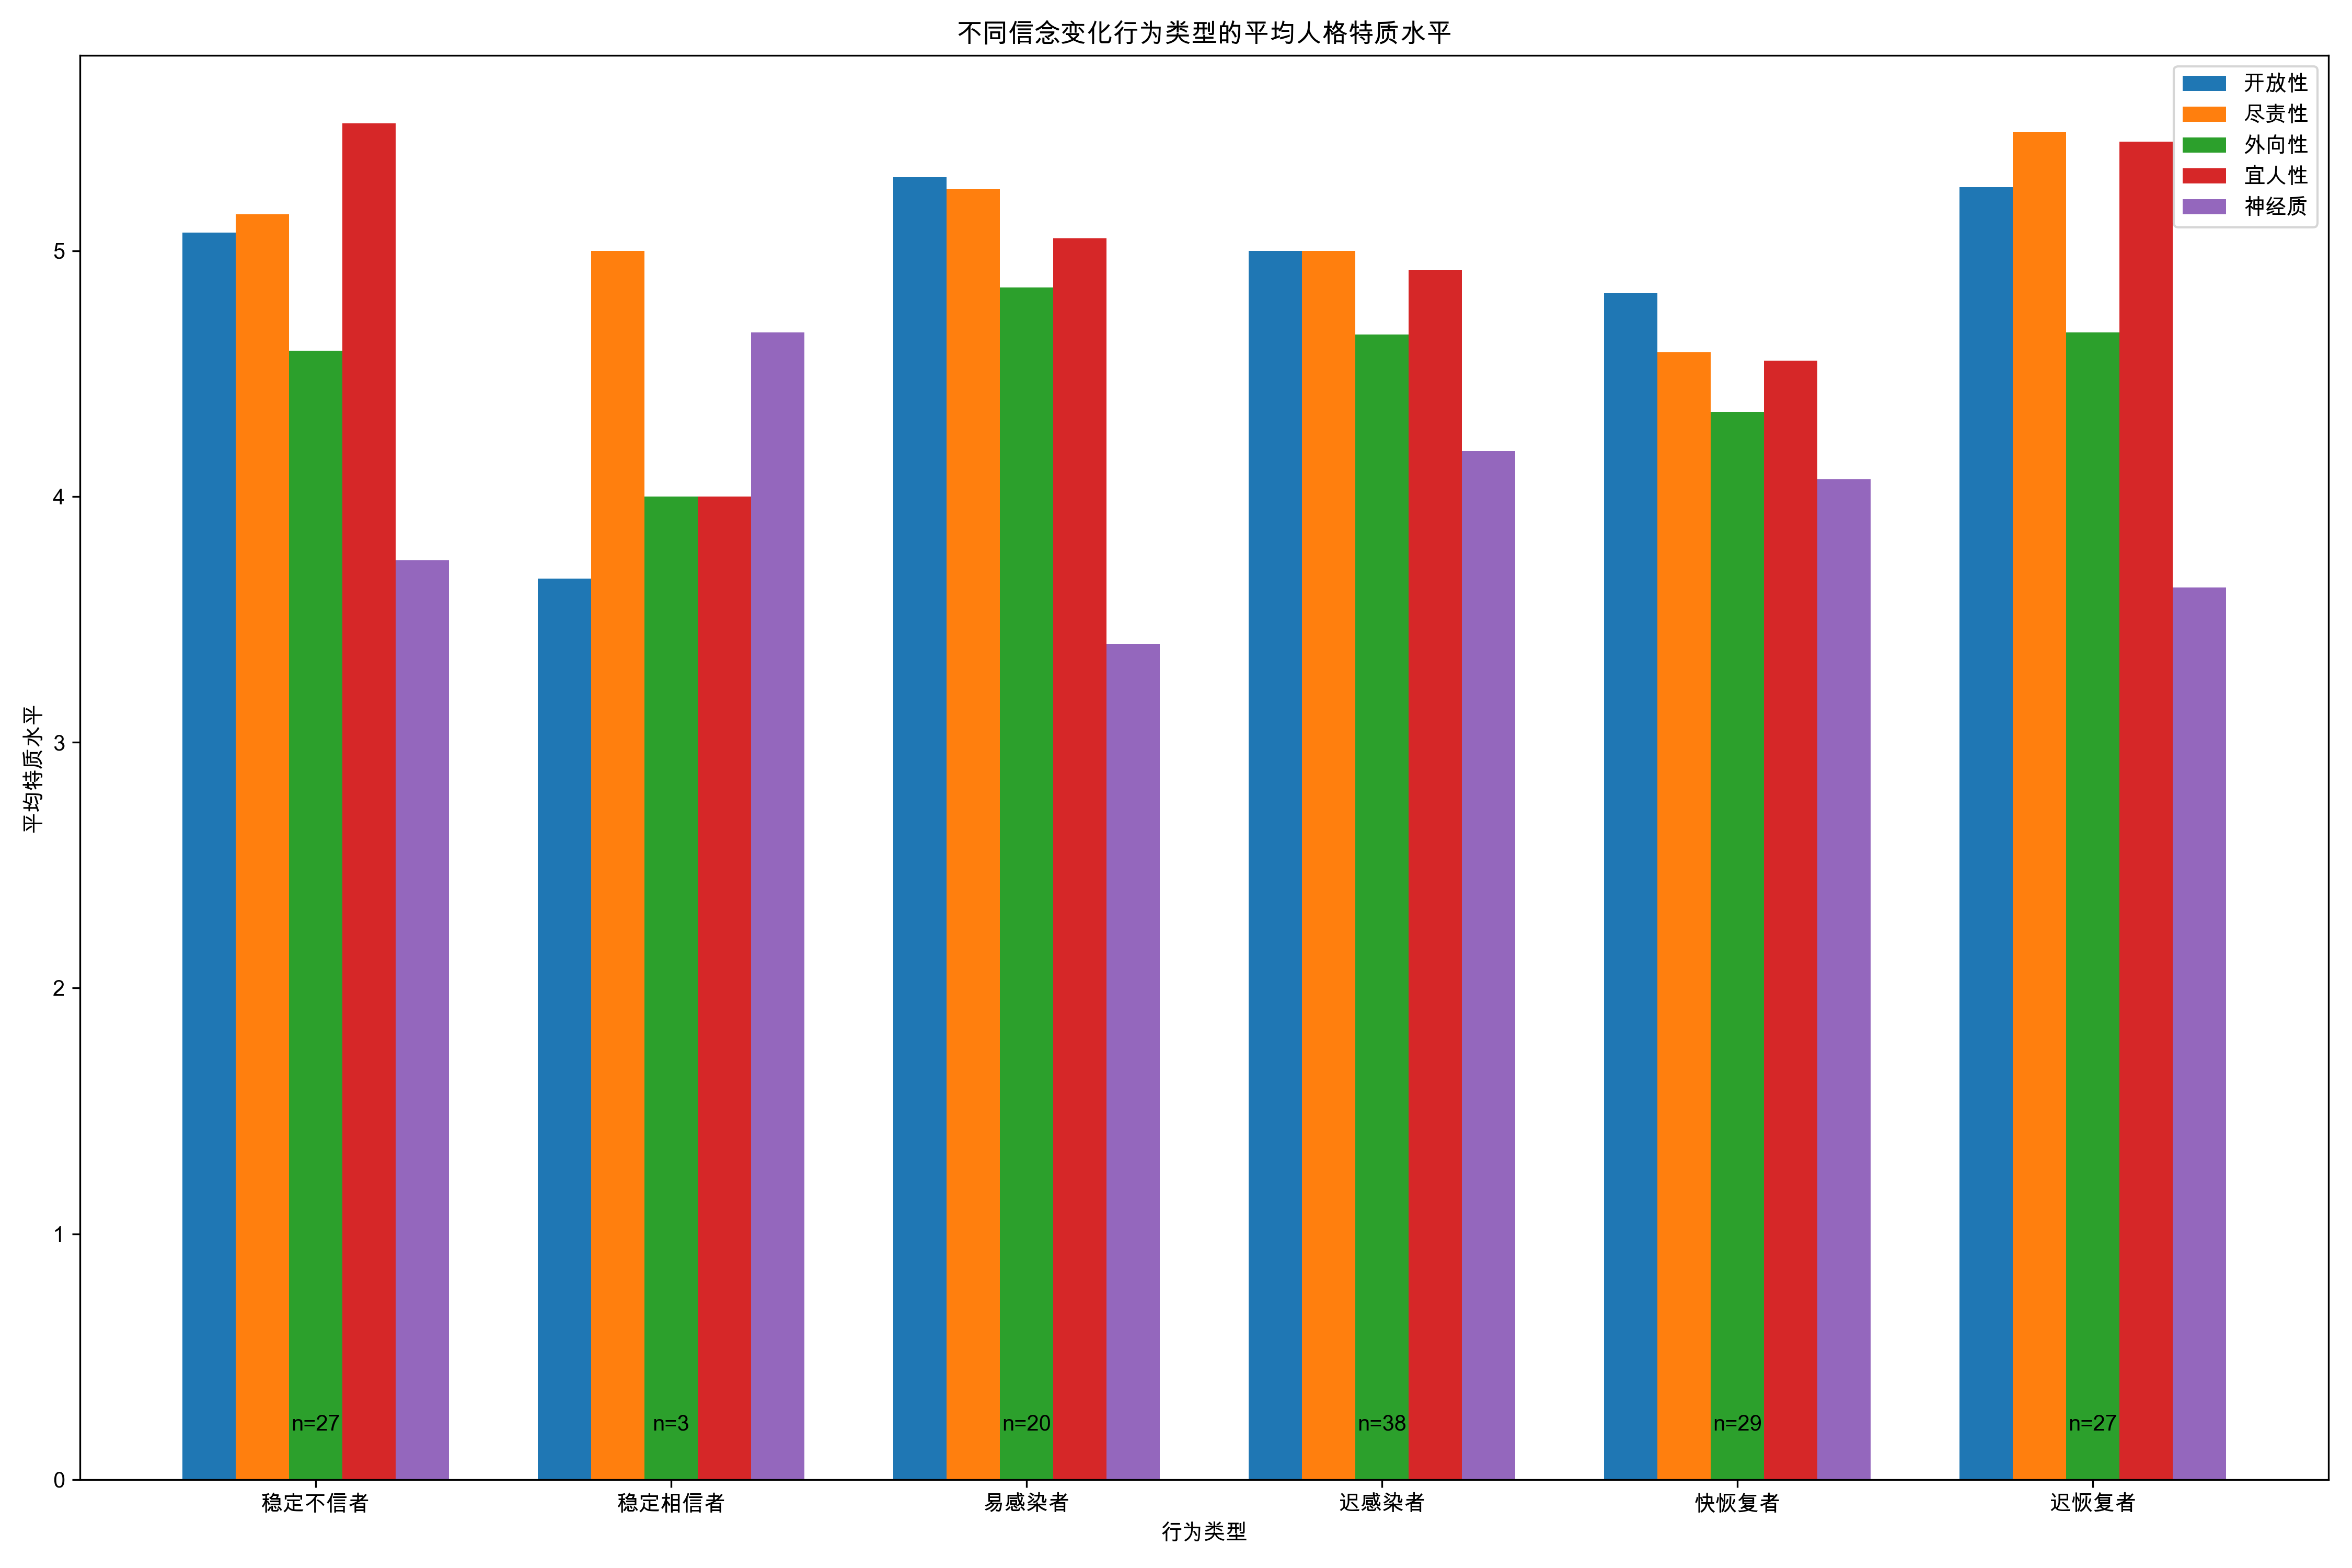 不同信念变化行为类型的平均人格特质水平
开放性
尽责性
外向性
宜人性
神经质
平均特质水平
5
4
3
2
1
0
n=27
n=3
n=20
n=38
n=29
n=27
稳定不信者
稳定相信者
易感染者
迟感染者
快恢复者
迟恢复者
行为类型